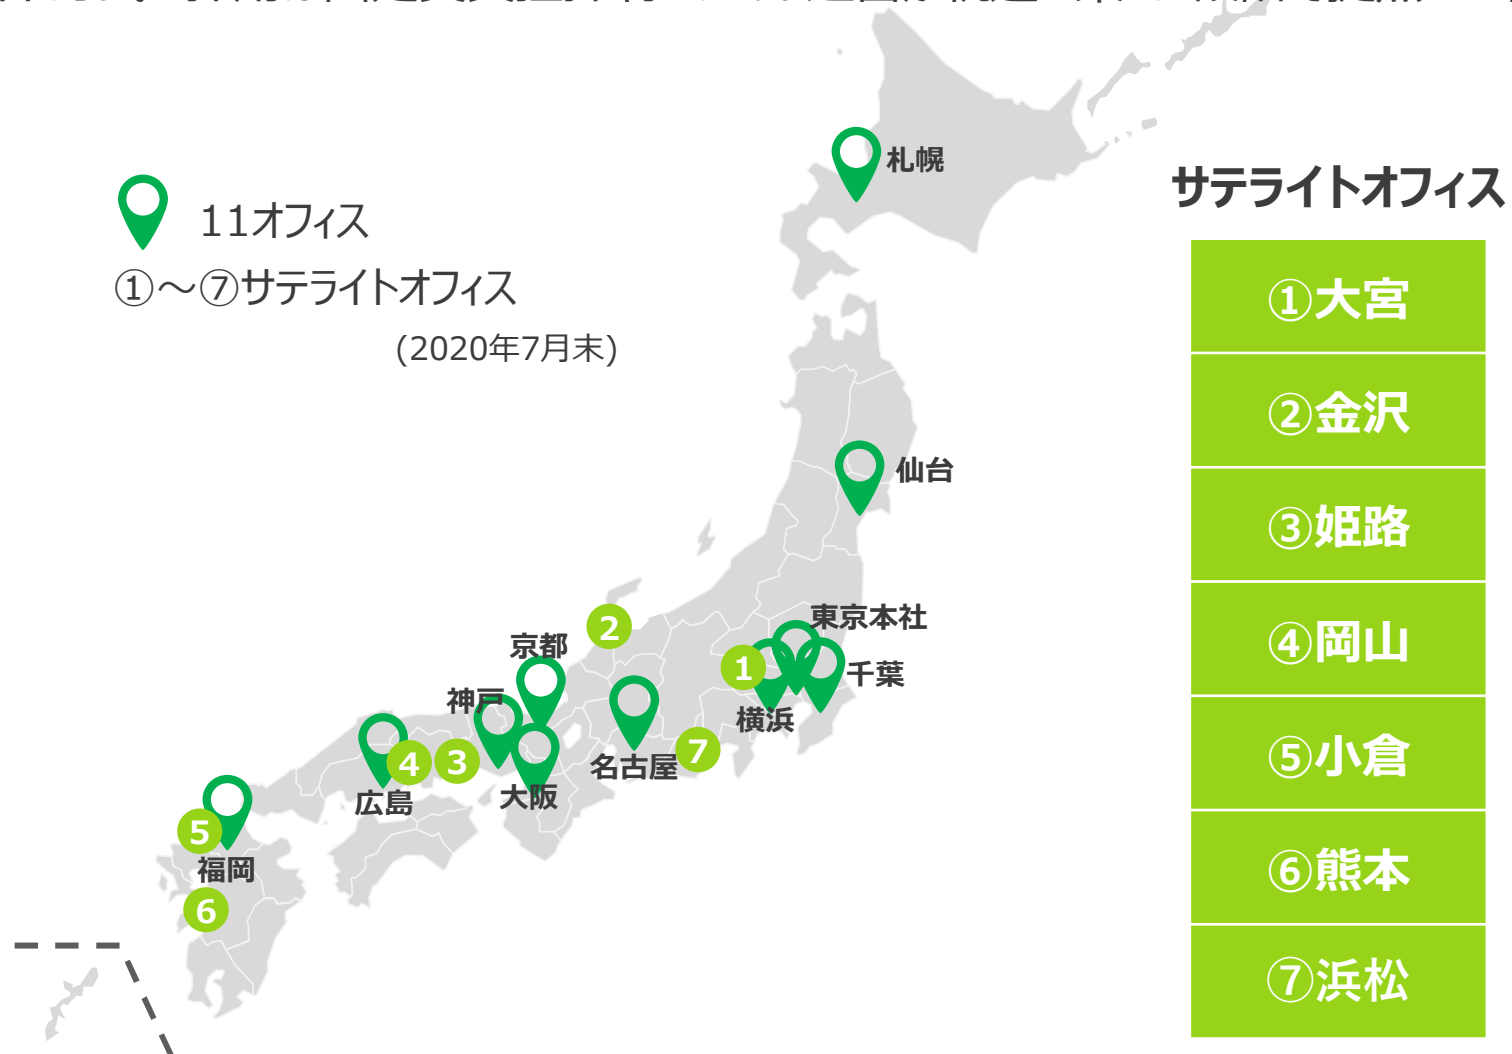 11オフィス
①～⑦サテライトオフィス
(2020年7月末)
札幌
仙台
東京本社
千葉
横浜
1
2
京都
神戸
大阪
名古屋
7
広島
4
3
5
福岡
6
サテライトオフィス
①大宮
②金沢
③姫路
④岡山
⑤小倉
⑥熊本
⑦浜松